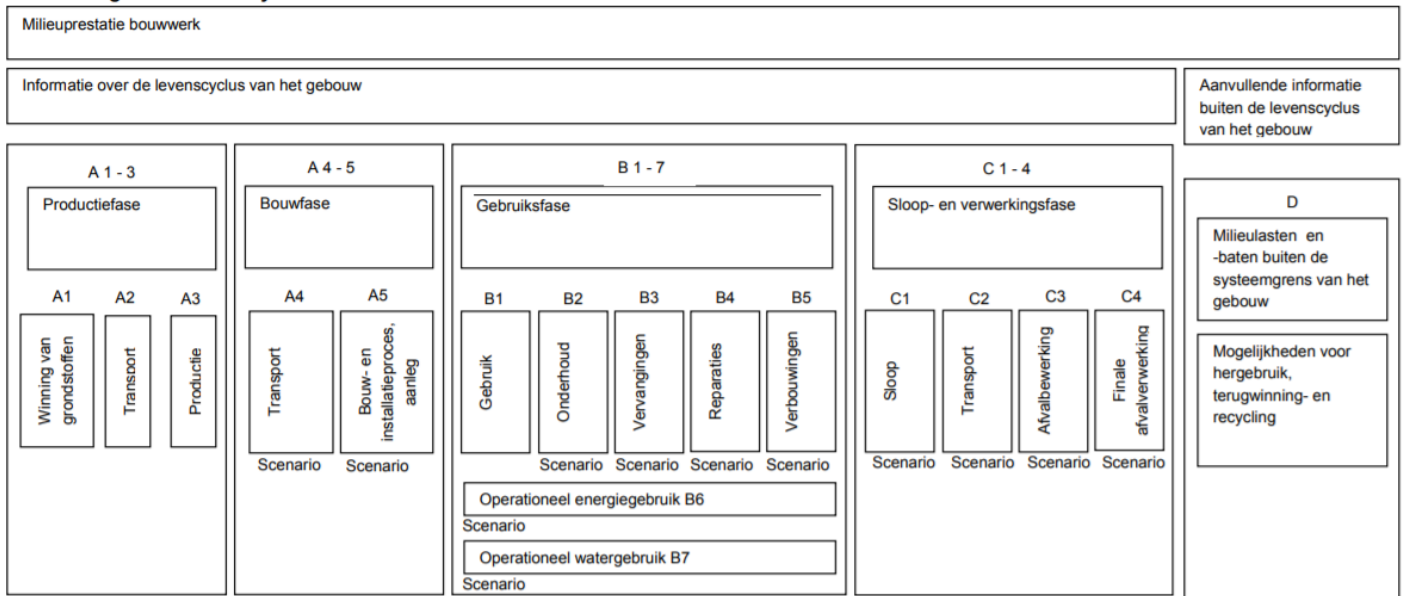 Milieuprestatie bouwwerk
Informatie over de levenscyclus van het gebouw
Aanvullende informatie
buiten de levenscyclus
van het gebouw
A 1 - 3
Productiefase
A1
A2
A3
Winning van
grondstoffen
Transport
Productie
A 4 - 5
Bouwfase
A4
A5
Transport
Bouw- en
installatieproces,
aanleg
Scenario
Scenario
B 1 - 7
Gebruiksfase
B1
B2
B3
B4
B5
Gebruik
Onderhoud
Vervangingen
Reparaties
Verbouwingen
Scenario
Scenario
Scenario
Scenario
Operationeel energiegebruik B6
Scenario
Operationeel watergebruik B7
Scenario
C 1 - 4
Sloop- en verwerkingsfase
C1
C2
C3
C4
Sloop
Transport
Afvalbewerking
Finale
afvalverwerking
Scenario
Scenario
Scenario
Scenario
D
Milieulasten en
-baten buiten de
systeemgrens van het
gebouw
Mogelijkheden voor
hergebruik,
terugwinning- en
recycling